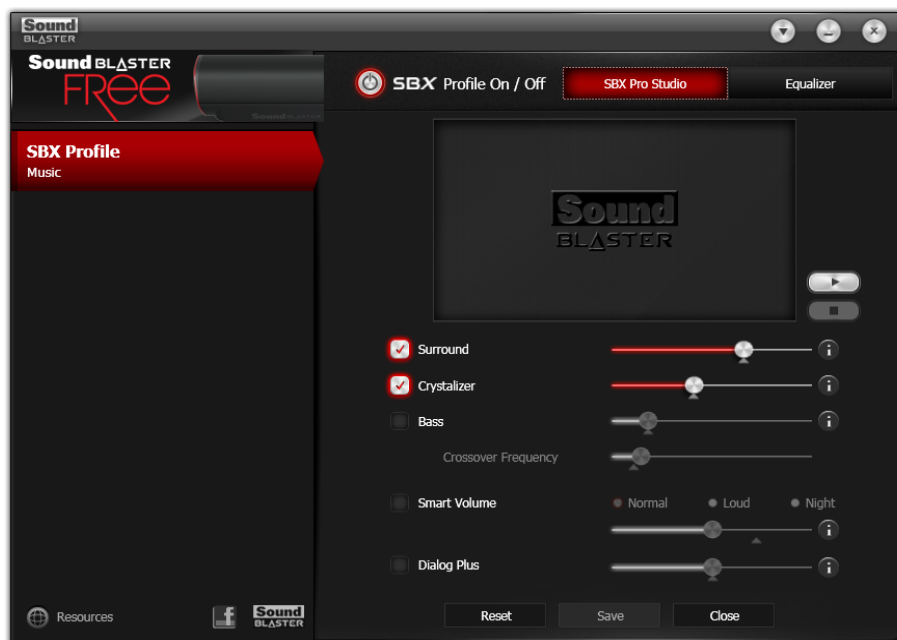 Sound
BLASTER
Sound BLASTER
FREE
SoundBLASTER
SBX Profile On / Off
SBX Pro Studio
Equalizer
SBX Profile
Music
Sound
BLASTER
Surround
Crystalizer
Bass
Crossover Frequency
Smart Volume
Normal
Loud
Night
Dialog Plus
Resources
f
Sound
BLASTER
Reset
Save
Close